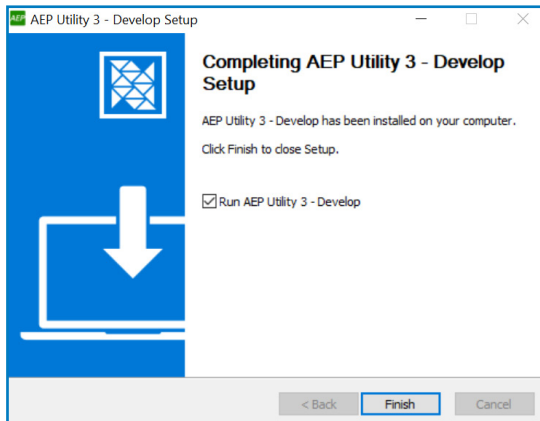 AEP AEP Utility 3 - Develop Setup
Completing AEP Utility 3 - Develop
Setup
AEP Utility 3 - Develop has been installed on your computer.
Click Finish to close Setup.
Run AEP Utility 3 - Develop
< Back Finish Cancel